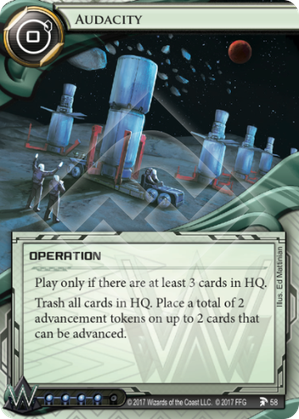 AUDACITY
0
OPERATION
Play only if there are at least 3 cards in HQ.
Trash all cards in HQ. Place a total of 2
advancement tokens on up to 2 cards that
can be advanced.
Illus. Ed Mattinian
© 2017 Wizards of the Coast LLC. © 2017 FFG
58